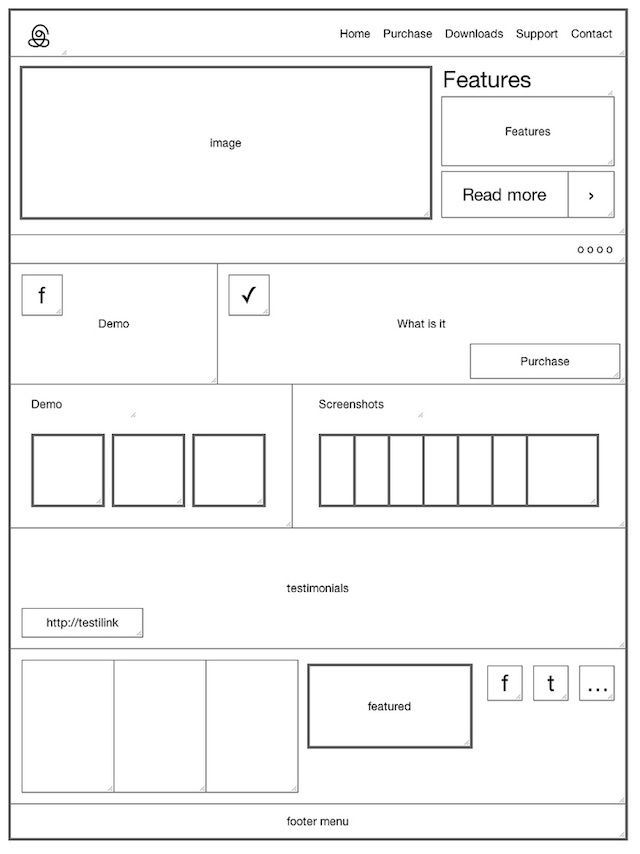 Home Purchase Downloads Support Contact
image
Features
Features
Read more ›
o o o o
f
Demo
✓
What is it
Purchase
Demo
Screenshots
testimonials
http://testilink
featured
f t ...
footer menu